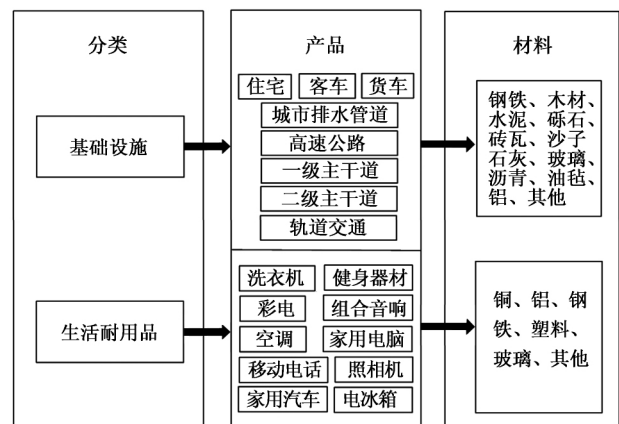 分类
产品
材料
基础设施
住宅 客车 货车
城市排水管道
高速公路
一级主干道
二级主干道
轨道交通
钢铁、木材、
水泥、砾石、
砖瓦、沙子
石灰、玻璃、
沥青、油毡、
铝、其他
生活耐用品
洗衣机 健身器材
彩电 组合音响
空调 家用电脑
移动电话 照相机
家用汽车 电冰箱
铜、铝、钢
铁、塑料、
玻璃、其他